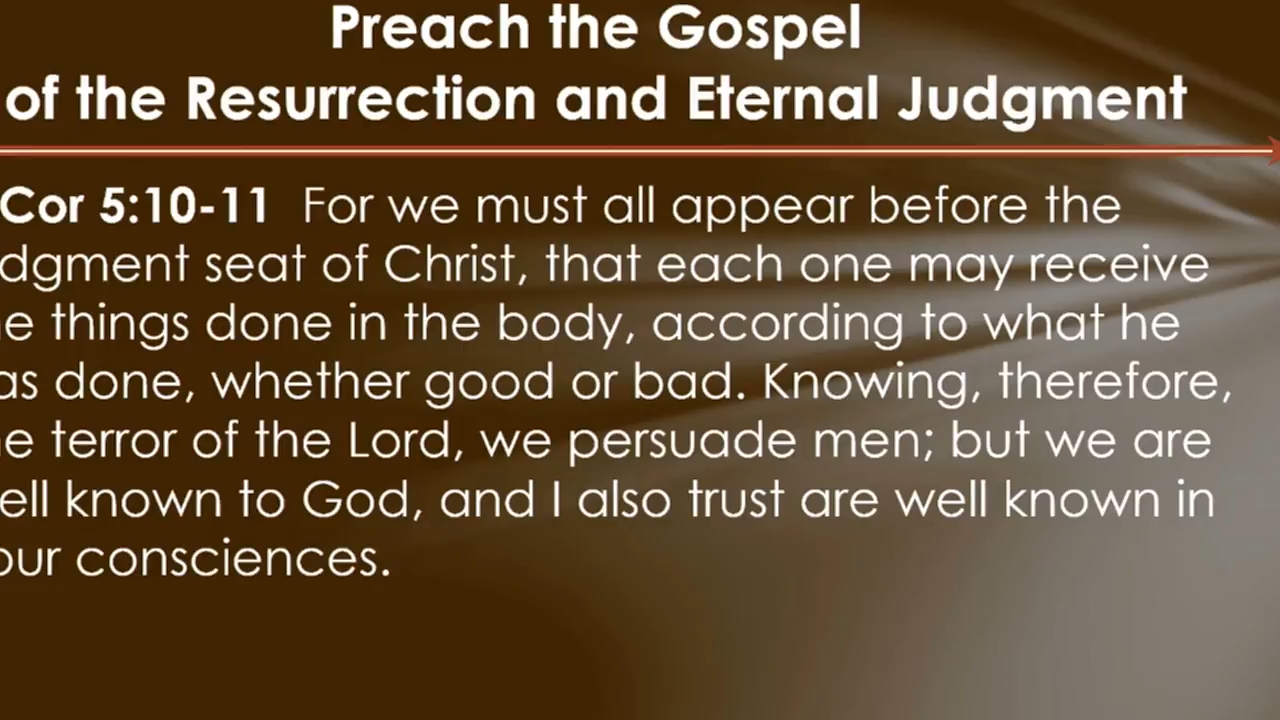 Preach the Gospel
of the Resurrection and Eternal Judgment
Cor 5:10-11 For we must all appear before the
dgment seat of Christ, that each one may receive
e things done in the body, according to what he
as done, whether good or bad. Knowing, therefore,
e terror of the Lord, we persuade men; but we are
ell known to God, and I also trust are well known in
our consciences.